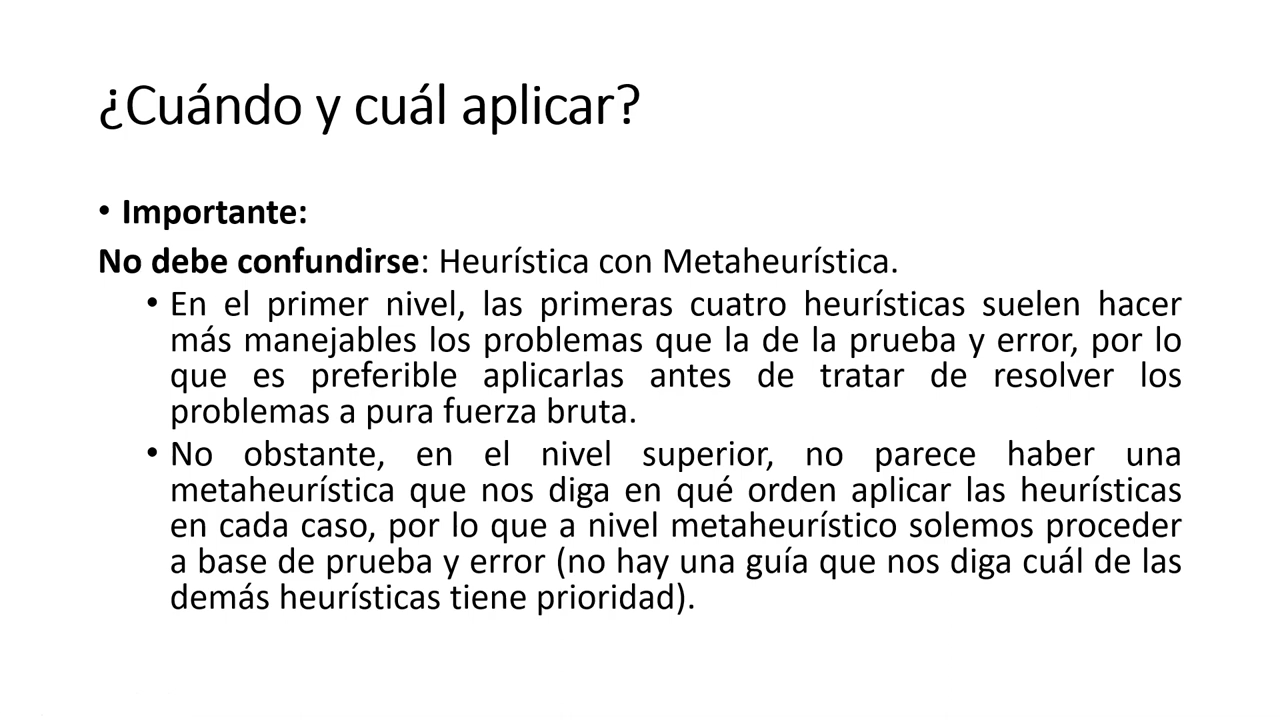 ¿Cuándo y cuál aplicar?
• Importante:
No debe confundirse: Heurística con Metaheurística.
• En el primer nivel, las primeras cuatro heurísticas suelen hacer
más manejables los problemas que la de la prueba y error, por lo
que es preferible aplicarlas antes de tratar de resolver los
problemas a pura fuerza bruta.
• No obstante, en el nivel superior, no parece haber una
metaheurística que nos diga en qué orden aplicar las heurísticas
en cada caso, por lo que a nivel metaheurístico solemos proceder
a base de prueba y error (no hay una guía que nos diga cuál de las
demás heurísticas tiene prioridad).